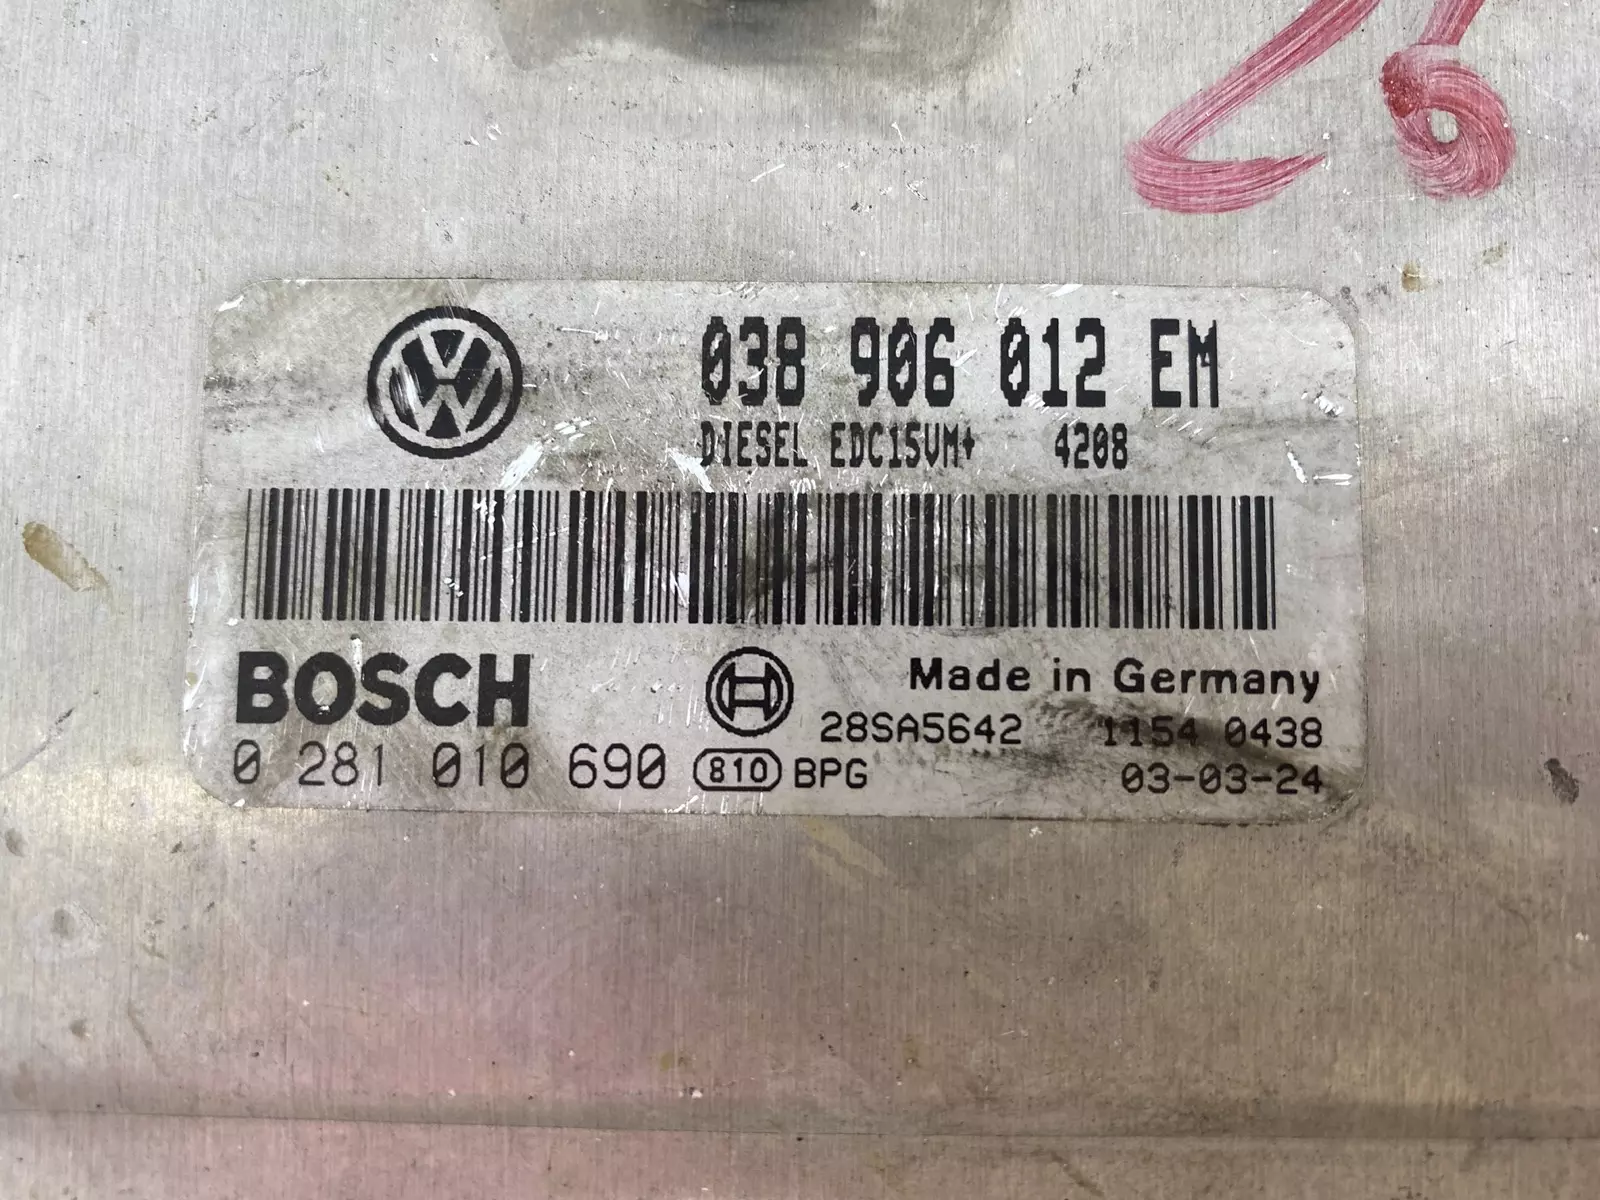 26
038 906 012 EM
DIESEL EDC15VM+ 4208
BOSCH
Made in Germany
28SA5642 1154 0438
0 281 010 690 810 BPG 03-03-24